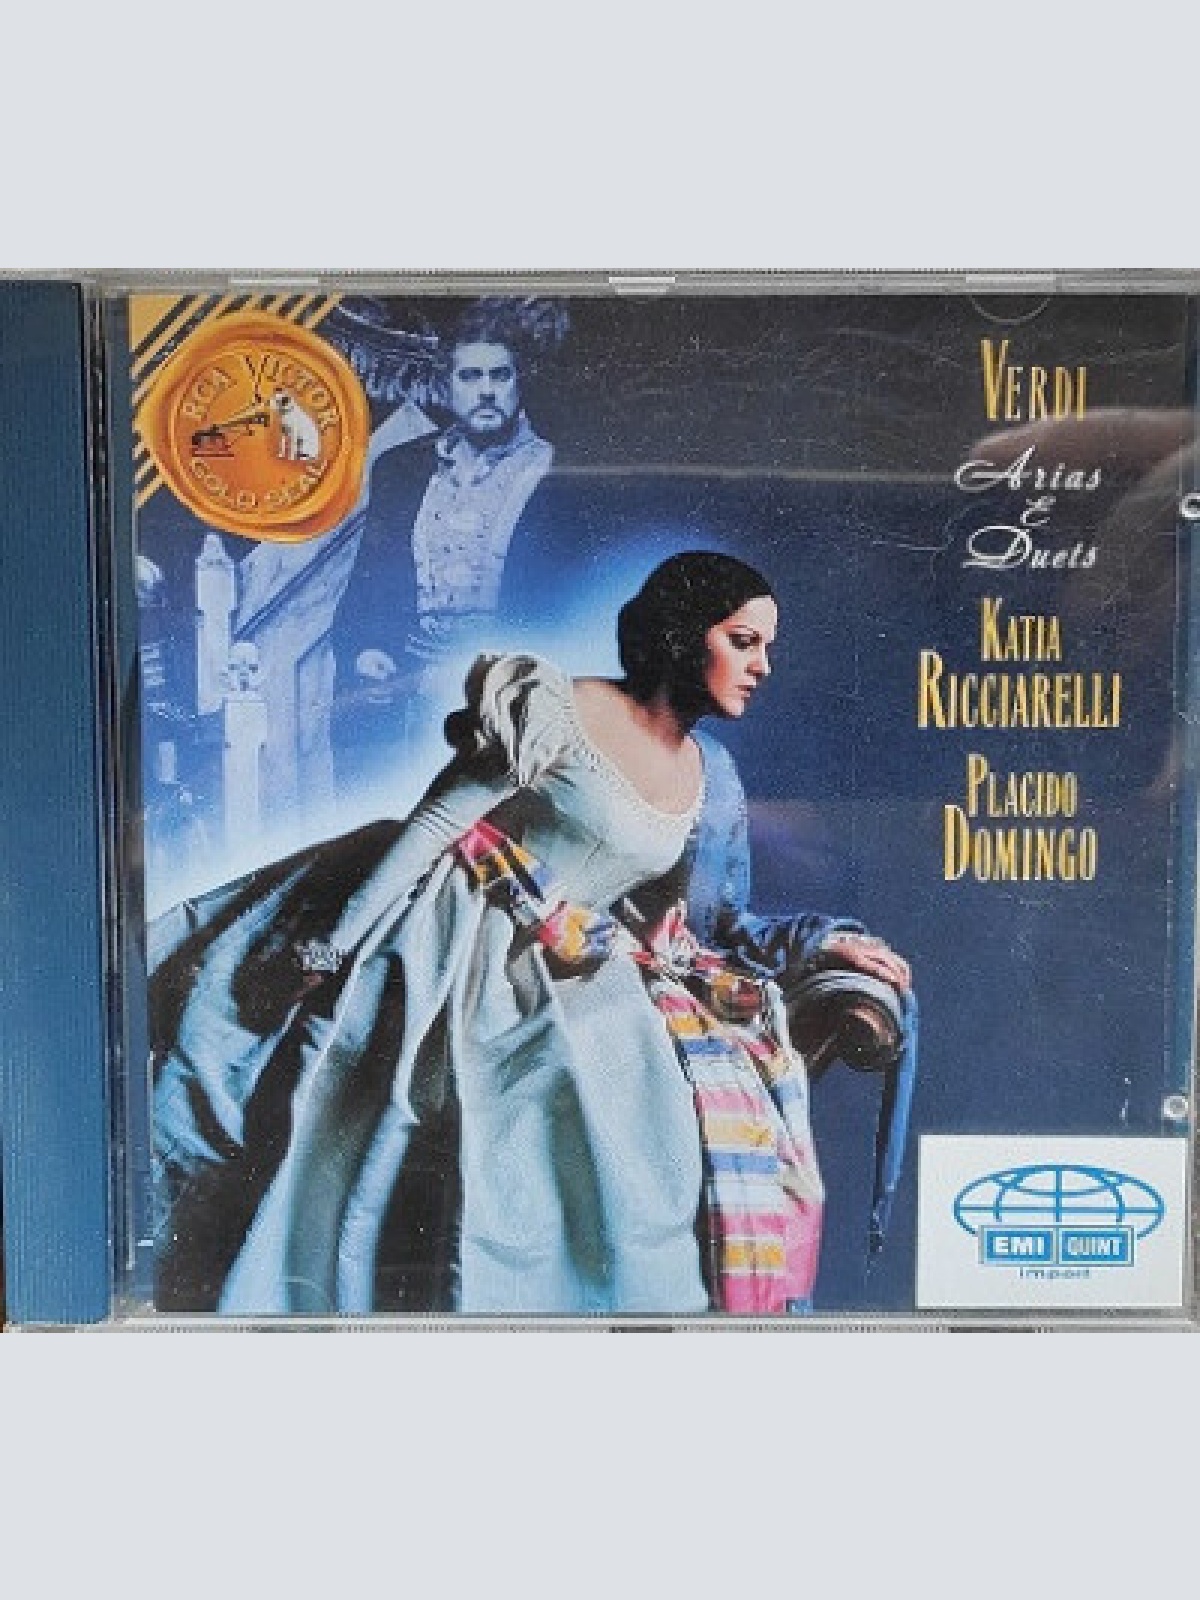 RCA VICTOR
GOLD SEAL
VERDI
Arias
&
Duets
KATIA
RICCIARELLI
PLACIDO
DOMINGO
EMI QUINT
import